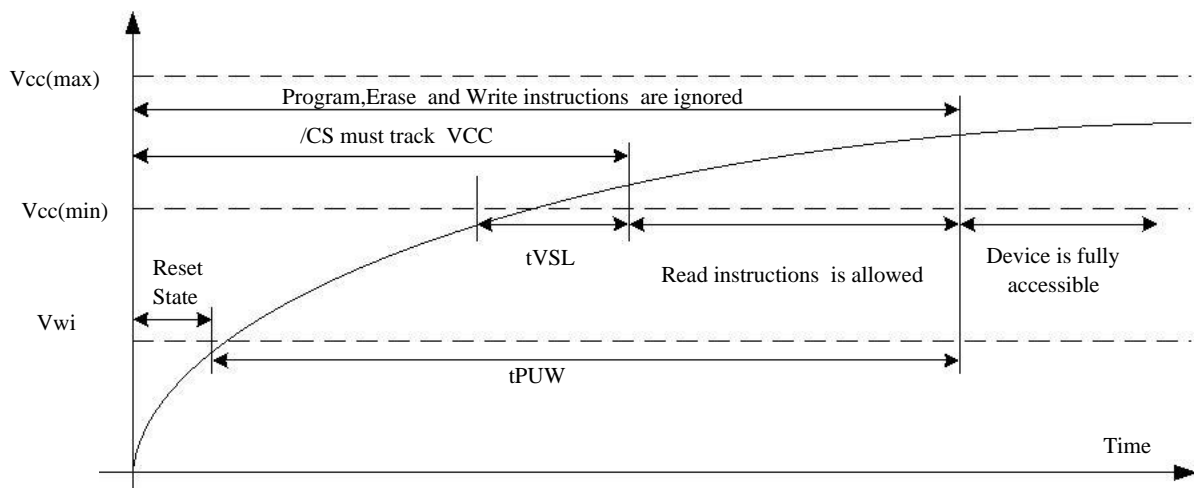 Vcc(max)
Program,Erase and Write instructions are ignored
/CS must track VCC
Vcc(min)
tVSL
Reset
State
Read instructions is allowed
Device is fully
accessible
Vwi
tPUW
Time